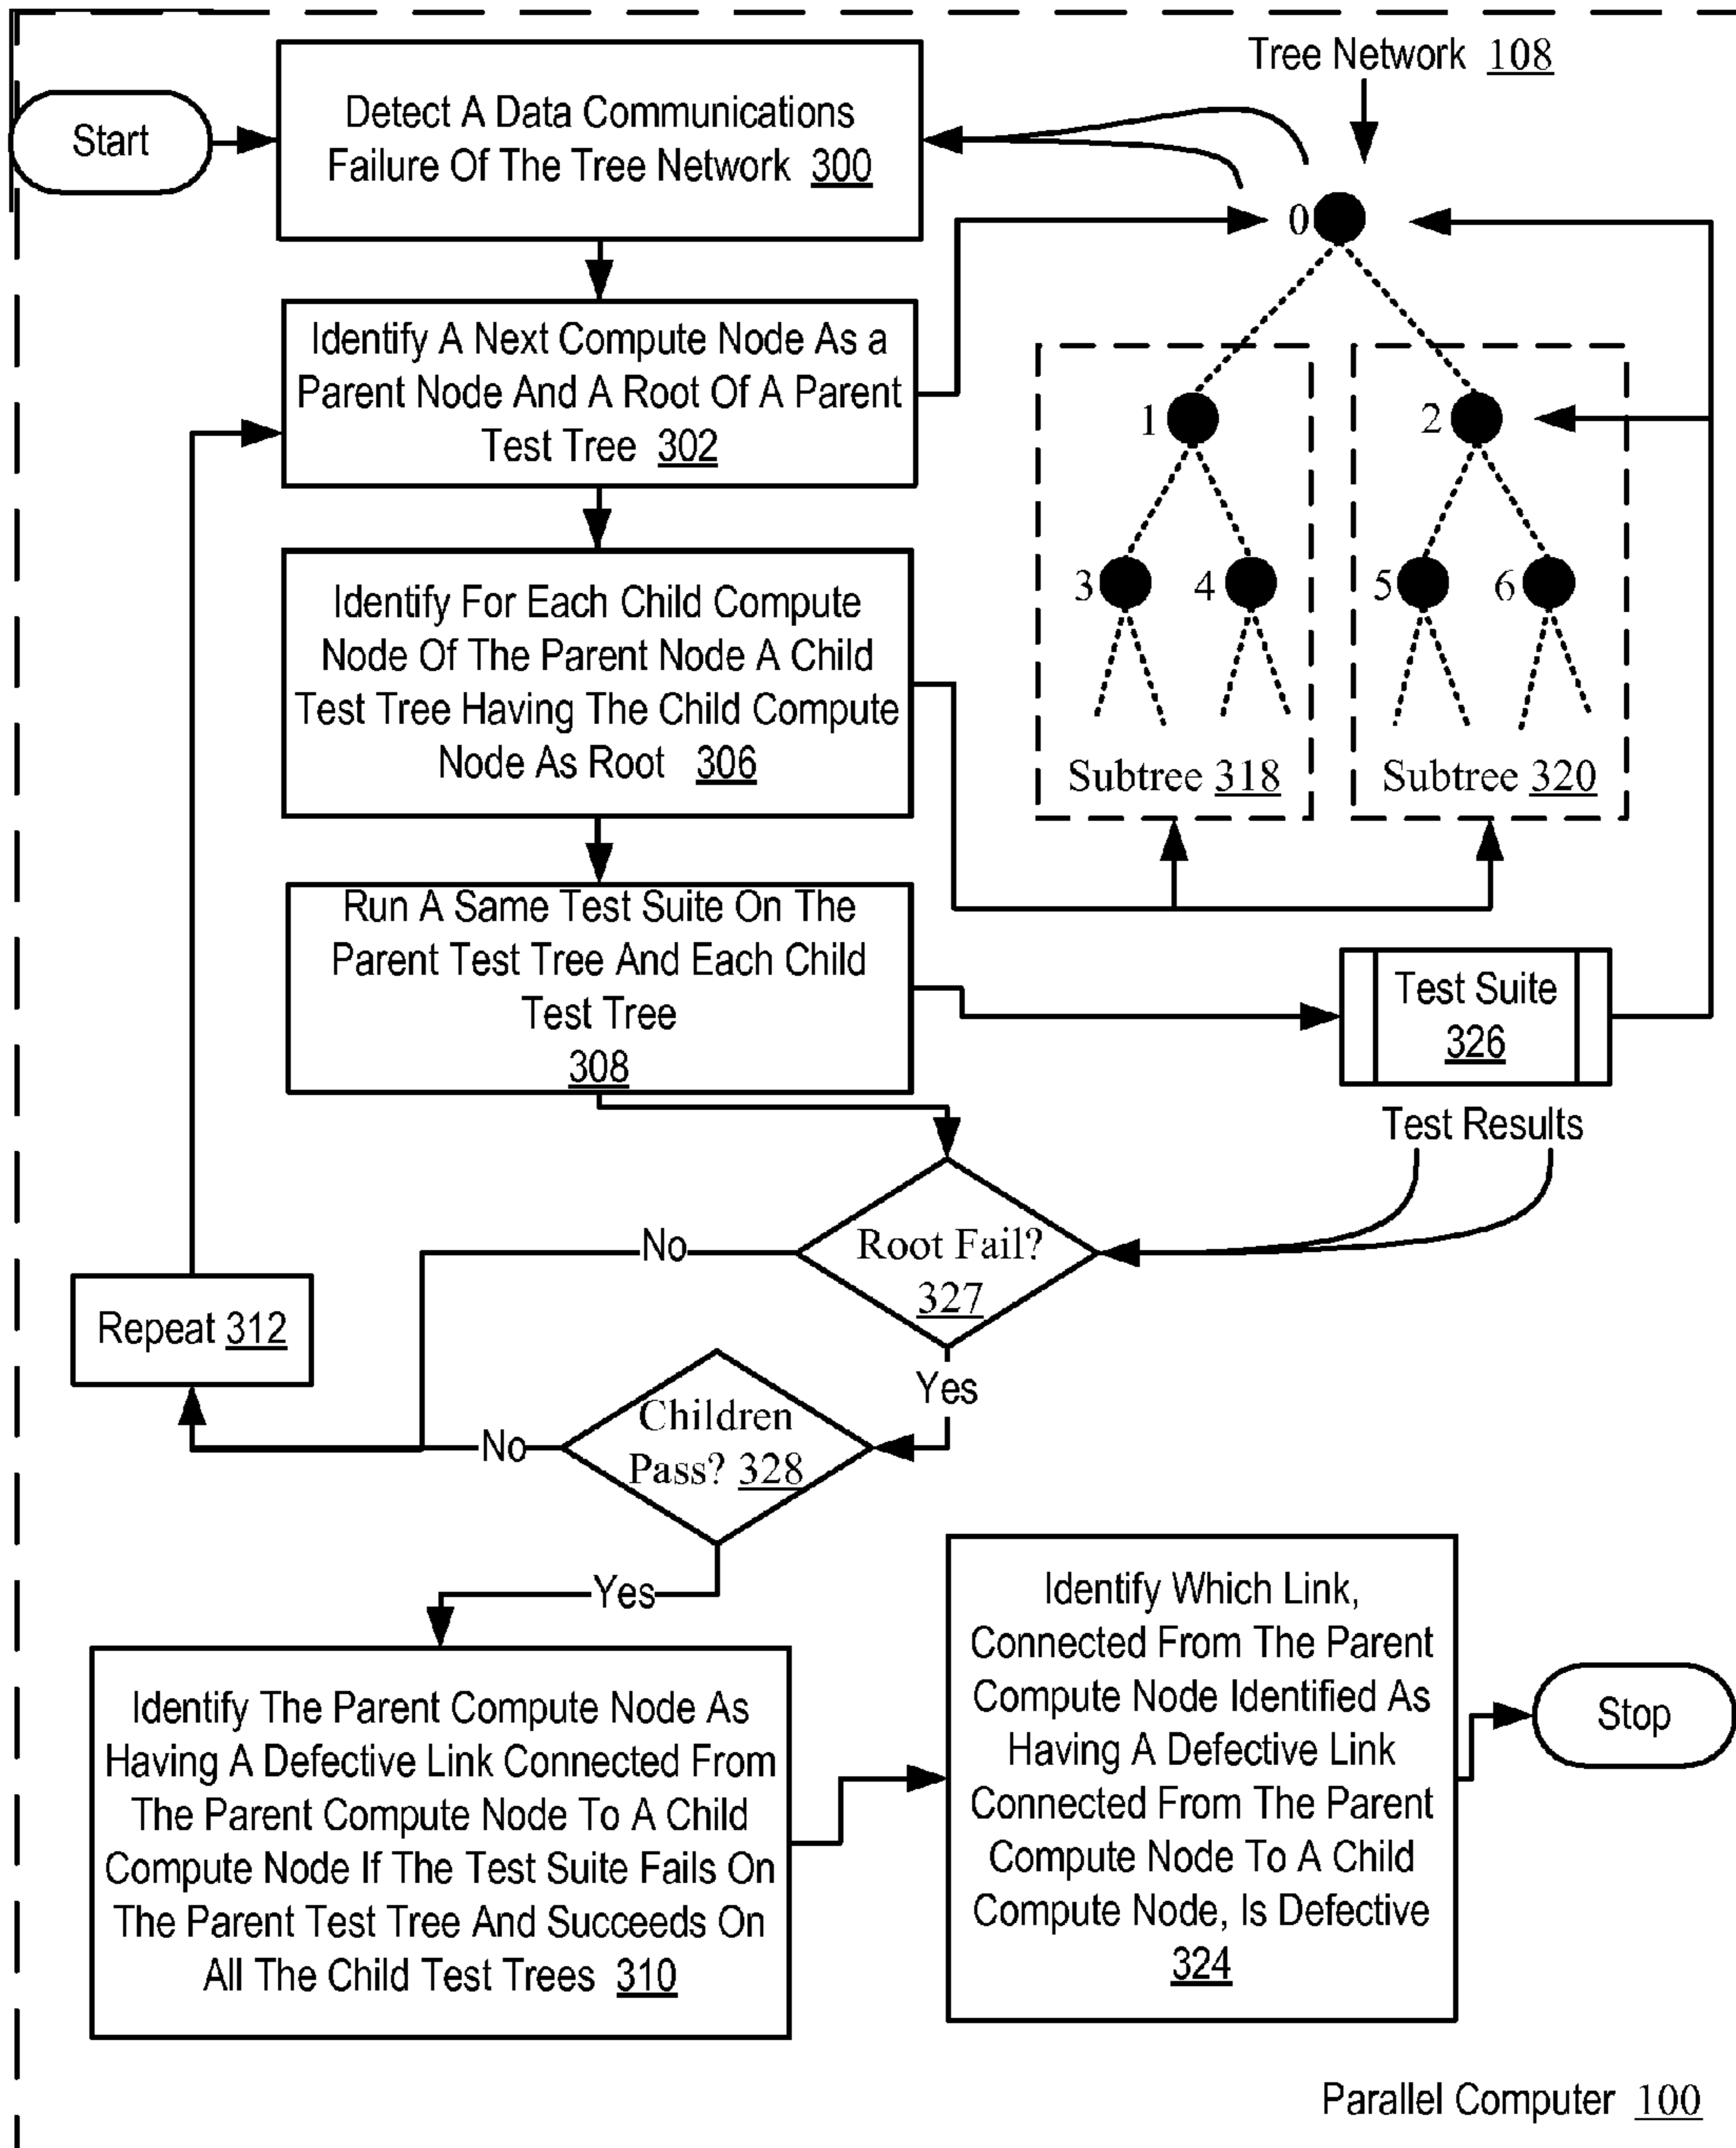 Tree Network 108
Start
Detect A Data Communications
Failure Of The Tree Network 300
0
Identify A Next Compute Node As a
Parent Node And A Root Of A Parent
Test Tree 302
1
2
3
4
5
6
Identify For Each Child Compute
Node Of The Parent Node A Child
Test Tree Having The Child Compute
Node As Root 306
Subtree 318
Subtree 320
Run A Same Test Suite On The
Parent Test Tree And Each Child
Test Tree
308
Test Suite
326
Test Results
Root Fail?
327
No
Yes
Repeat 312
Children
Pass? 328
No
Yes
Identify The Parent Compute Node As
Having A Defective Link Connected From
The Parent Compute Node To A Child
Compute Node If The Test Suite Fails On
The Parent Test Tree And Succeeds On
All The Child Test Trees 310
Identify Which Link,
Connected From The Parent
Compute Node Identified As
Having A Defective Link
Connected From The Parent
Compute Node To A Child
Compute Node, Is Defective
324
Stop
Parallel Computer 100